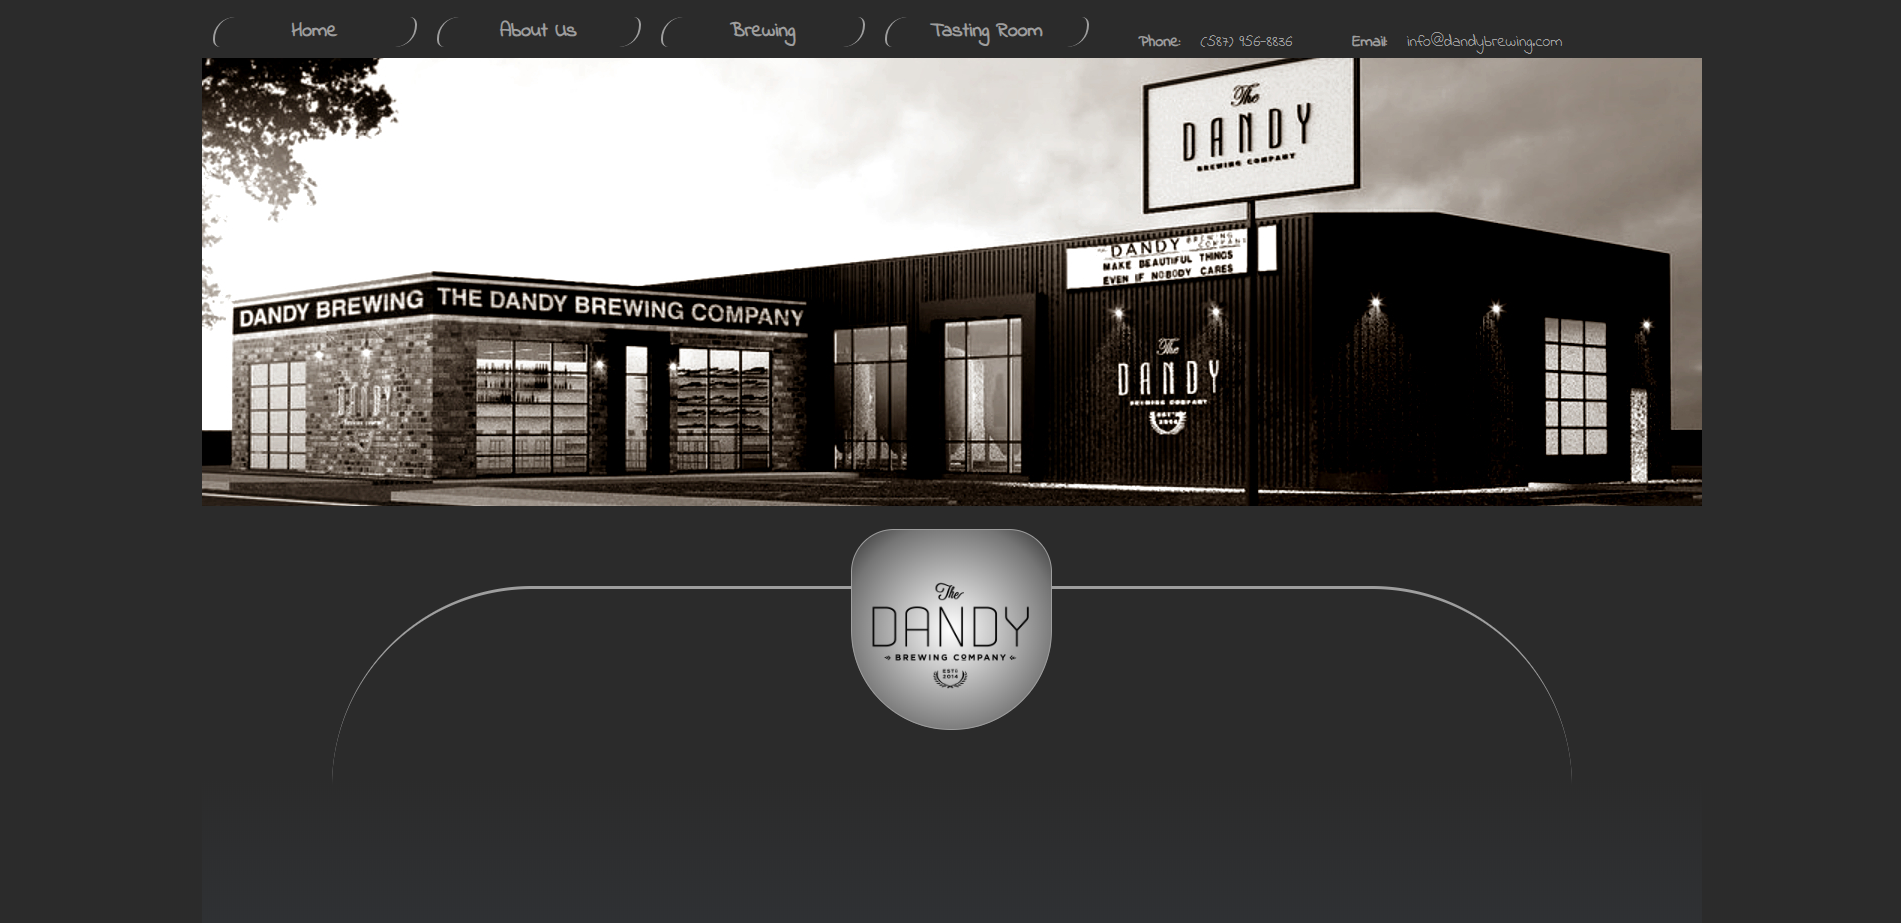 Home
About Us
Brewing
Tasting Room
Phone: (587) 956-8836
Email: info@dandybrewing.com
The
DANDY
BREWING COMPANY
DANDY BREWING
COMPANY
MAKE BEAUTIFUL THINGS
EVEN IF NOBODY CARES
DANDY BREWING THE DANDY BREWING COMPANY
The
DANDY
BREWING COMPANY
2014
DANDY
The
DANDY
BREWING COMPANY
ESTD
2014